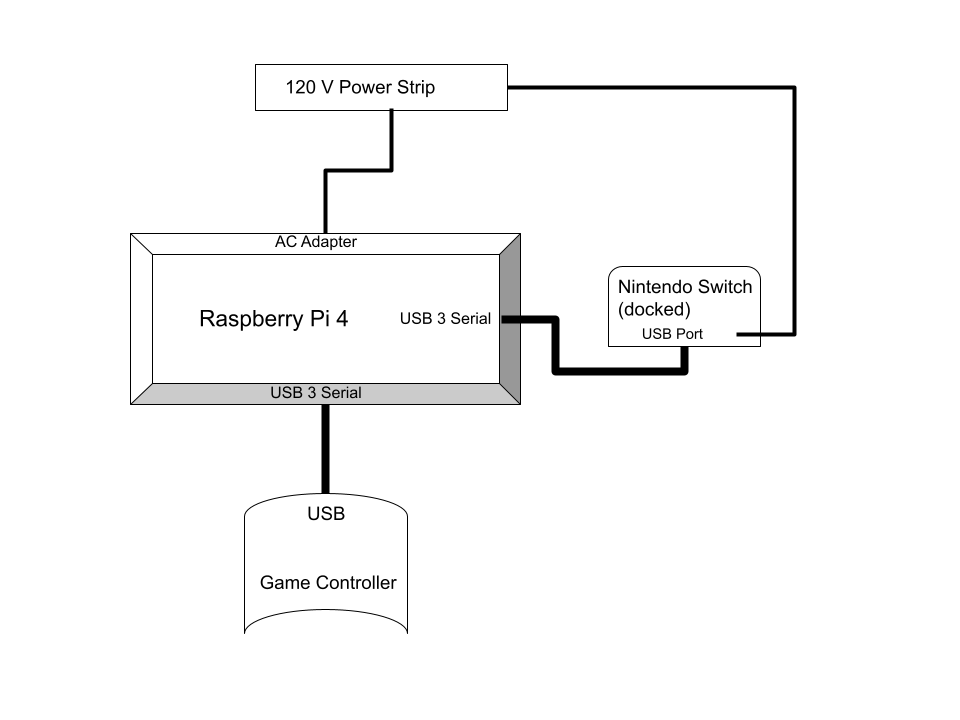 120 V Power Strip
AC Adapter
Raspberry Pi 4
USB 3 Serial
Nintendo Switch
(docked)
USB Port
USB 3 Serial
USB
Game Controller